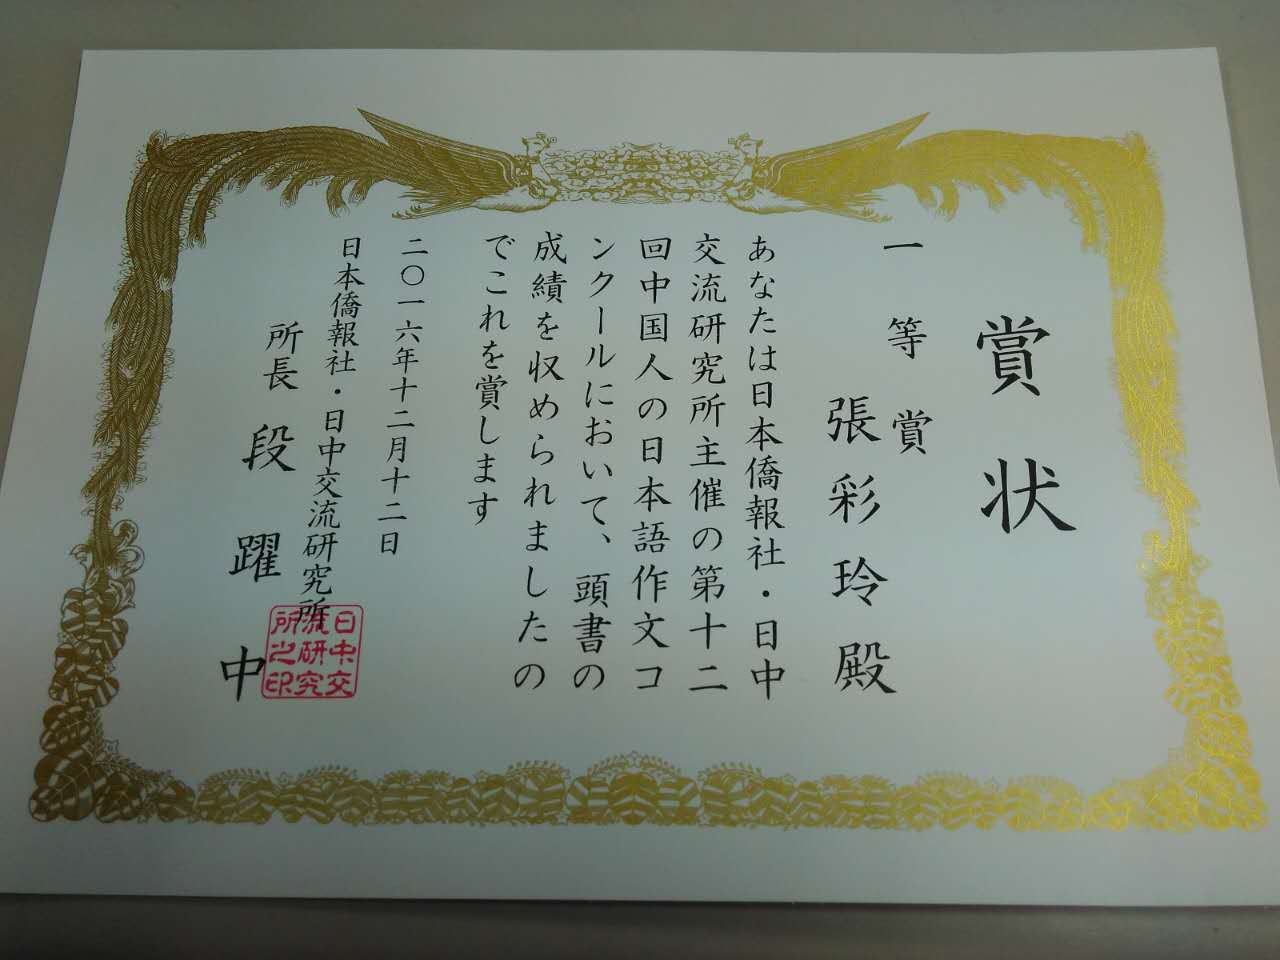 賞状
一等賞
張彩玲殿
あなたは日本僑報社・日中
交流研究所主催の第十二
回中国人の日本語作文コ
ンクールにおいて、頭書の
成績を収められましたの
でこれを賞します
二〇一六年十二月十二日
日本僑報社・日中交流研究所
所長 段躍中
日中交
流研究
所之印